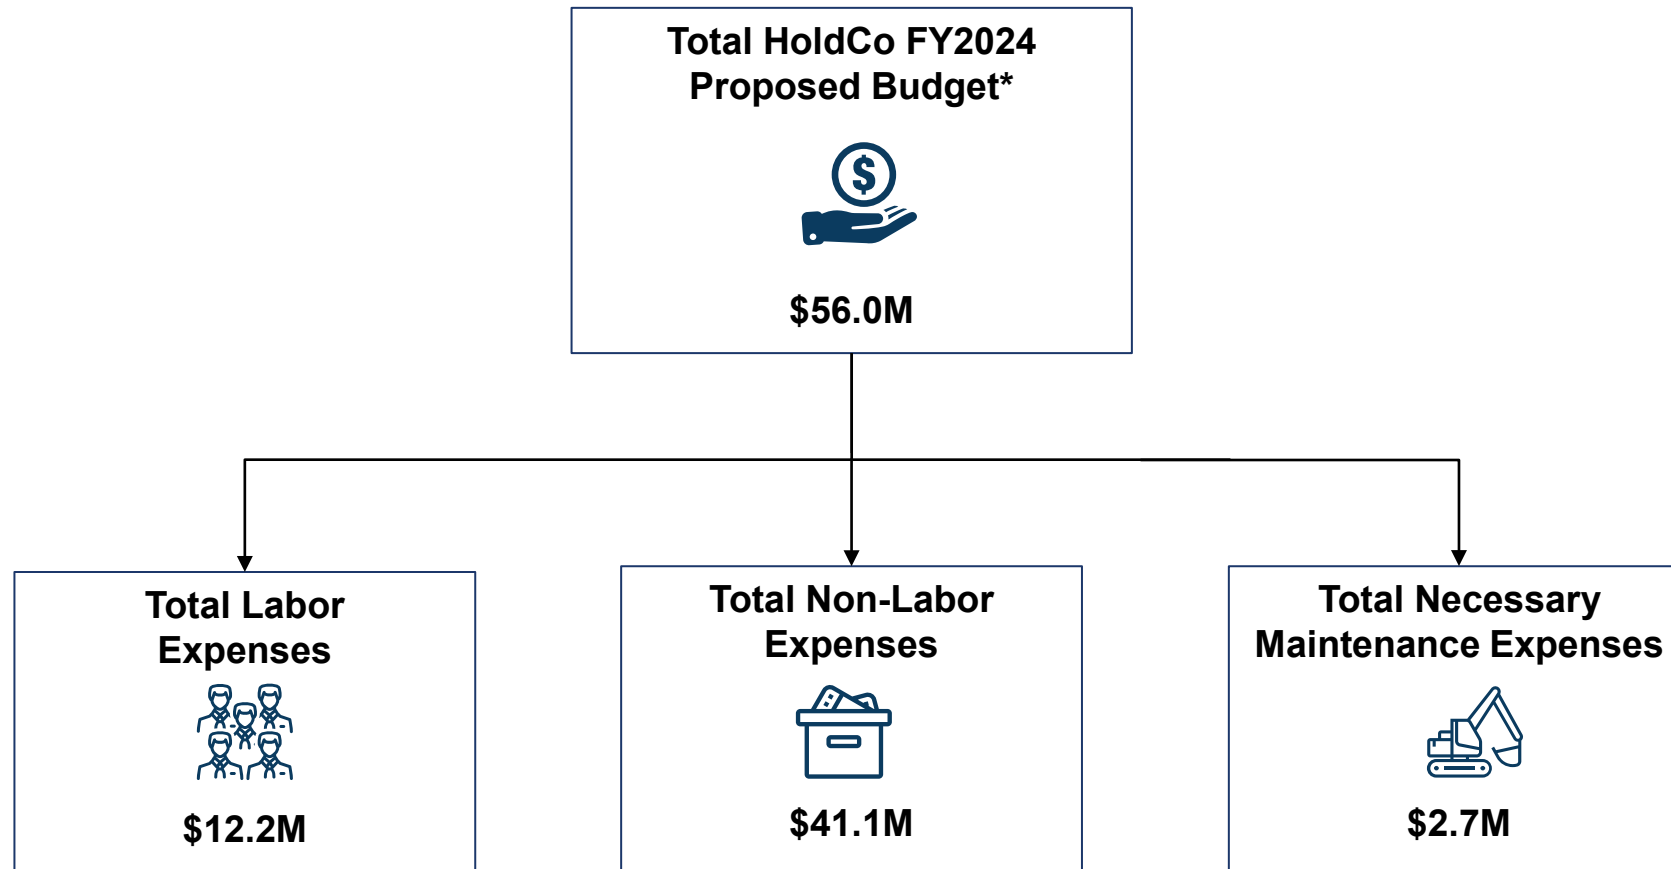 Total HoldCo FY2024
Proposed Budget*
$
$56.0M
Total Labor
Expenses
$12.2M
Total Non-Labor
Expenses
$41.1M
Total Necessary
Maintenance Expenses
$2.7M